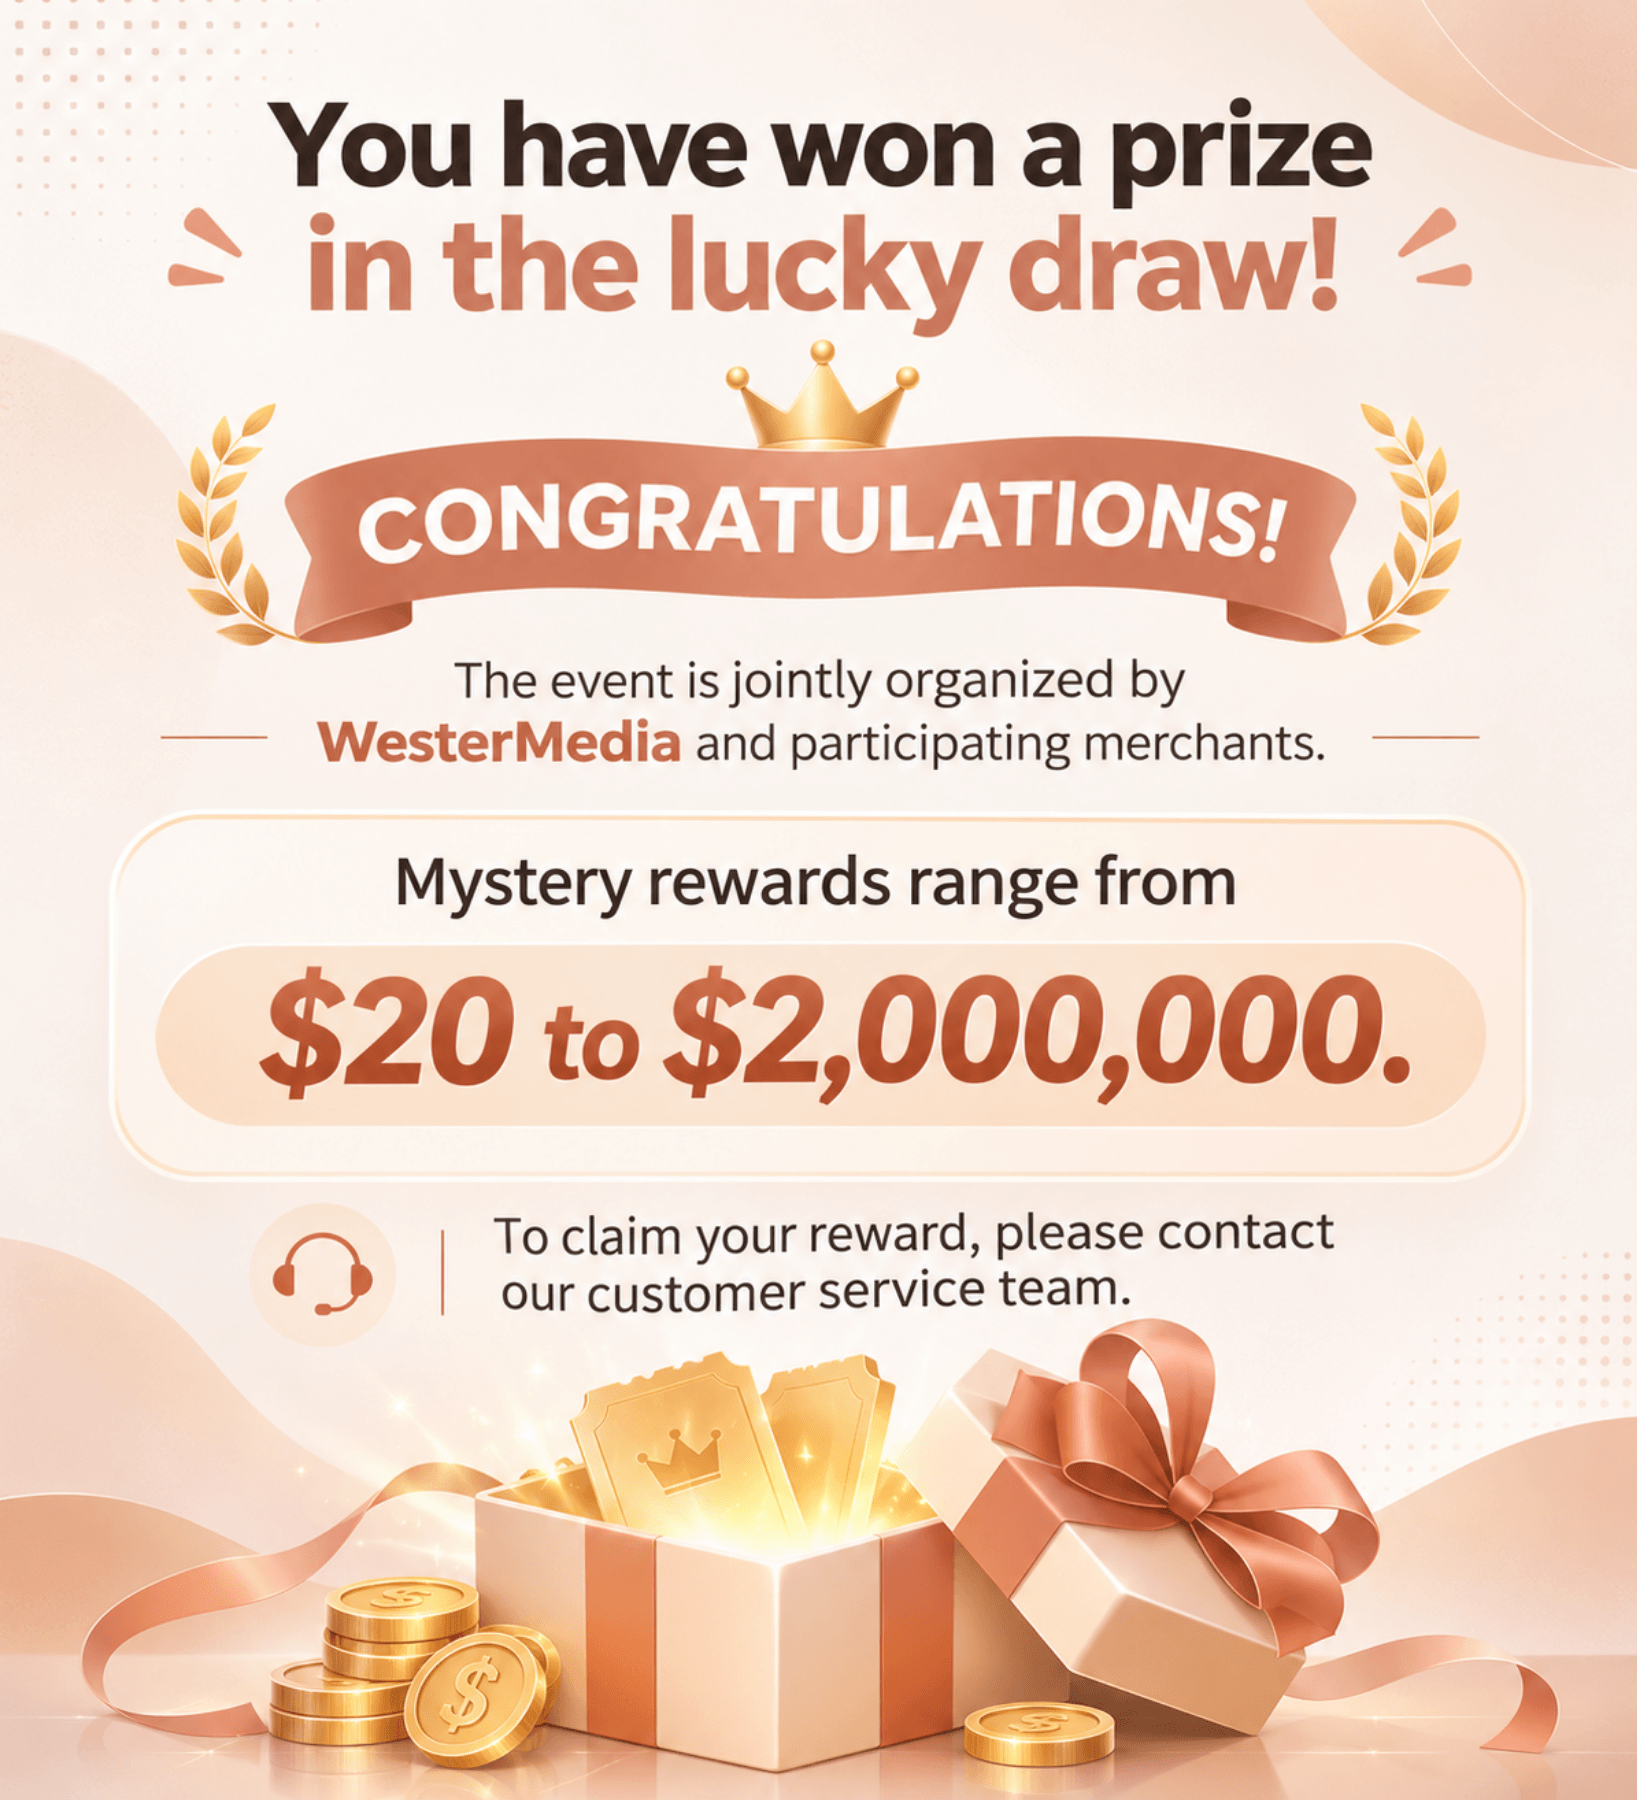 You have won a prize
in the lucky draw!
CONGRATULATIONS!
The event is jointly organized by
WesterMedia and participating merchants.
Mystery rewards range from
$20 to $2,000,000.
To claim your reward, please contact
our customer service team.